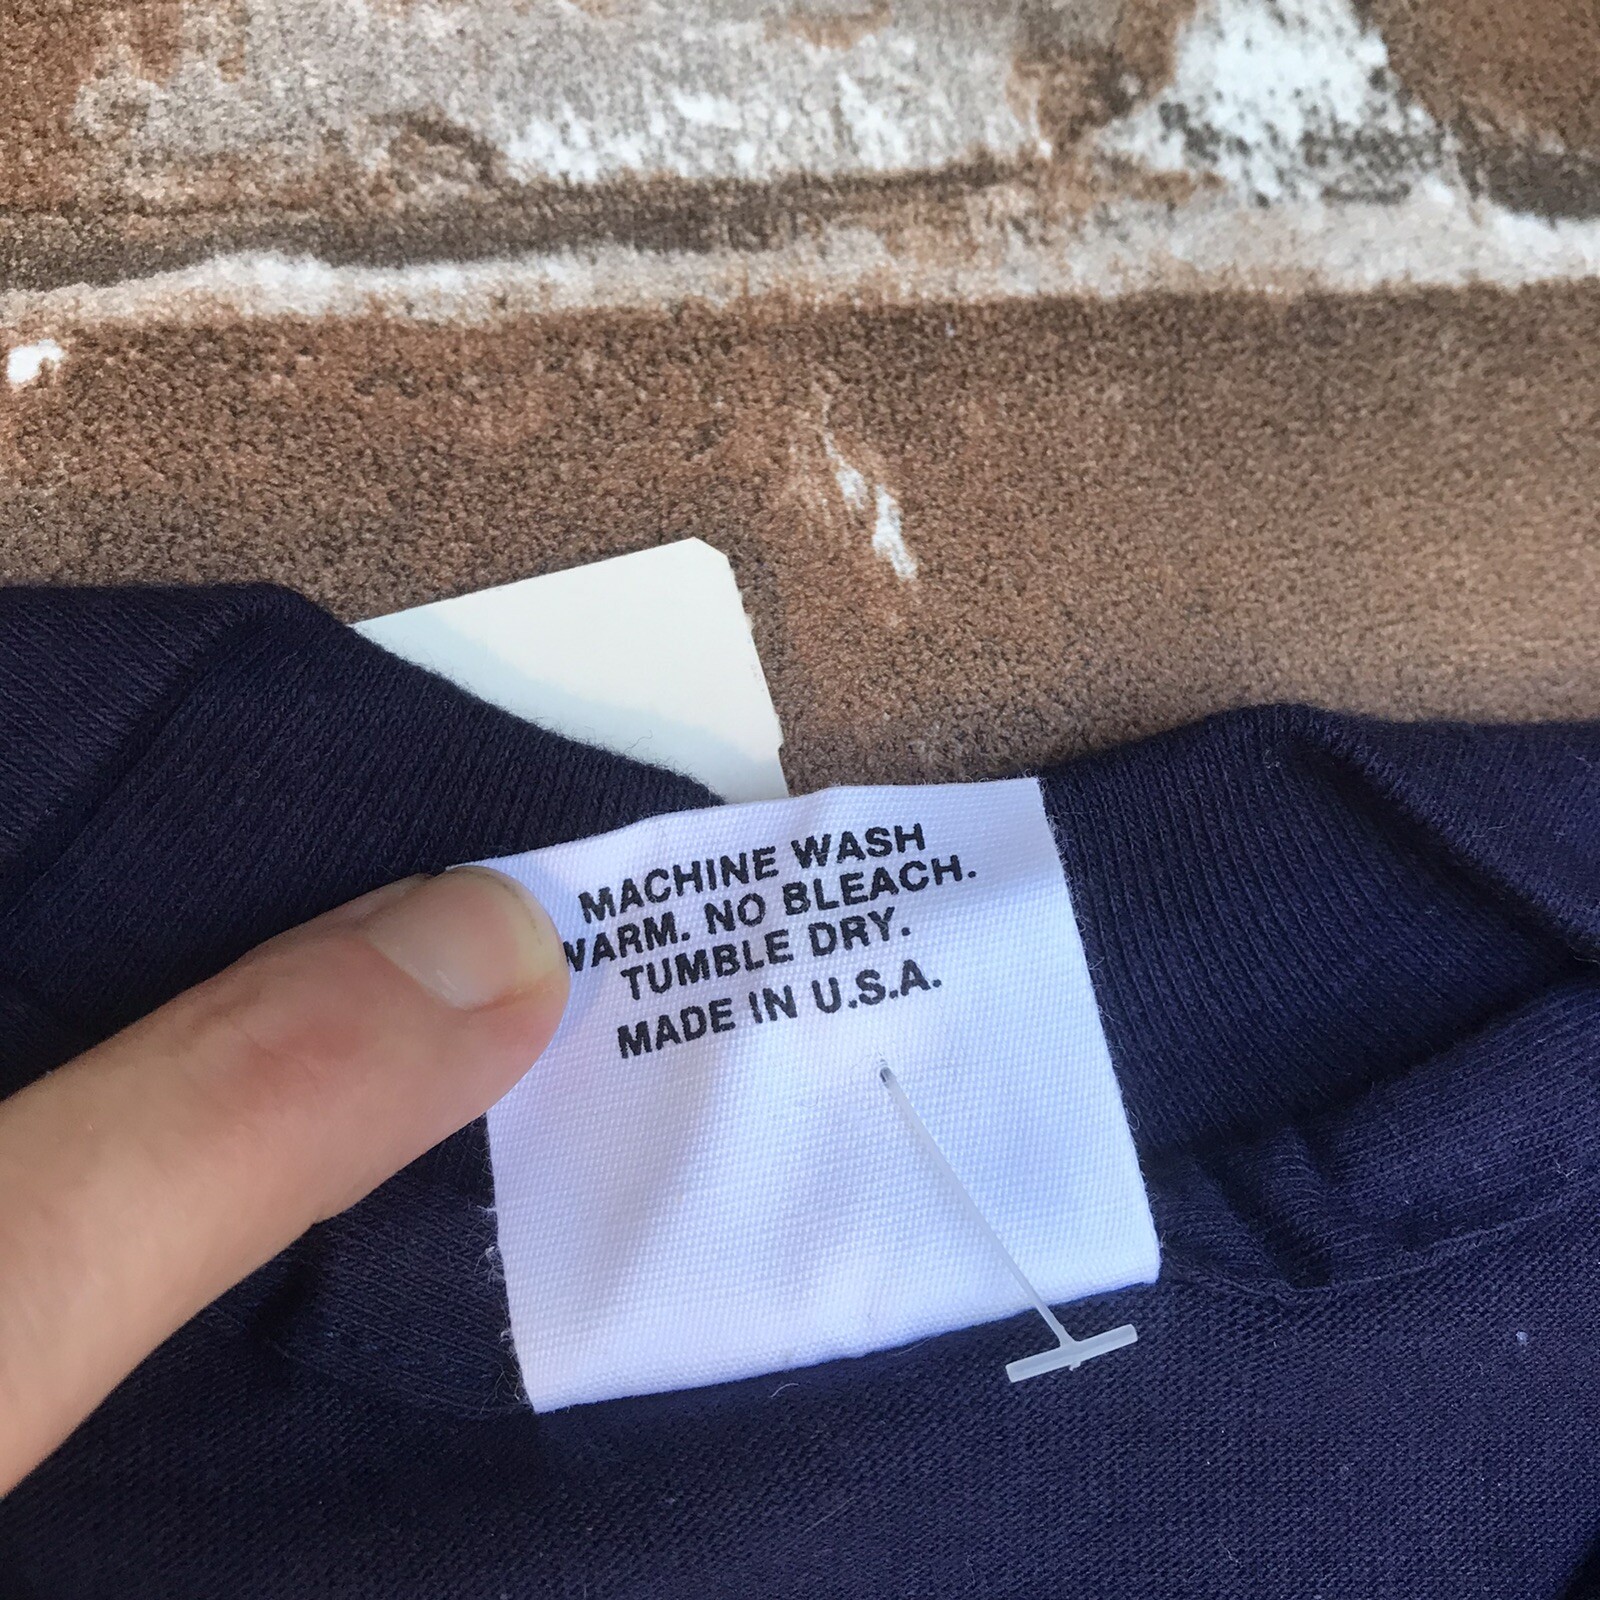 MACHINE WASH
WARM. NO BLEACH.
TUMBLE DRY.
MADE IN U.S.A.